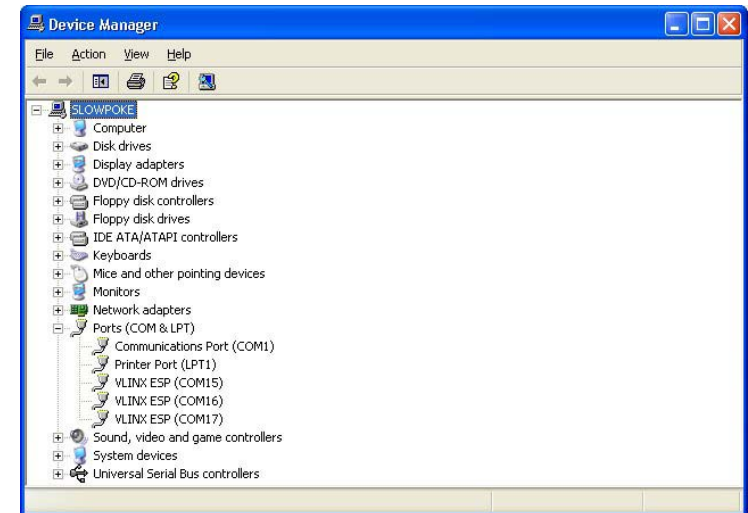 Device Manager
File Action View Help
SLOWPOKE
Computer
Disk drives
Display adapters
DVD/CD-ROM drives
Floppy disk controllers
Floppy disk drives
IDE ATA/ATAPI controllers
Keyboards
Mice and other pointing devices
Monitors
Network adapters
Ports (COM & LPT)
Communications Port (COM1)
Printer Port (LPT1)
VLINX ESP (COM15)
VLINX ESP (COM16)
VLINX ESP (COM17)
Sound, video and game controllers
System devices
Universal Serial Bus controllers